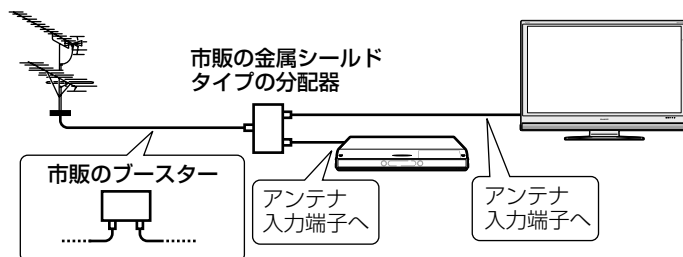 市販の金属シールド
タイプの分配器
市販のブースター
アンテナ
入力端子へ
アンテナ
入力端子へ